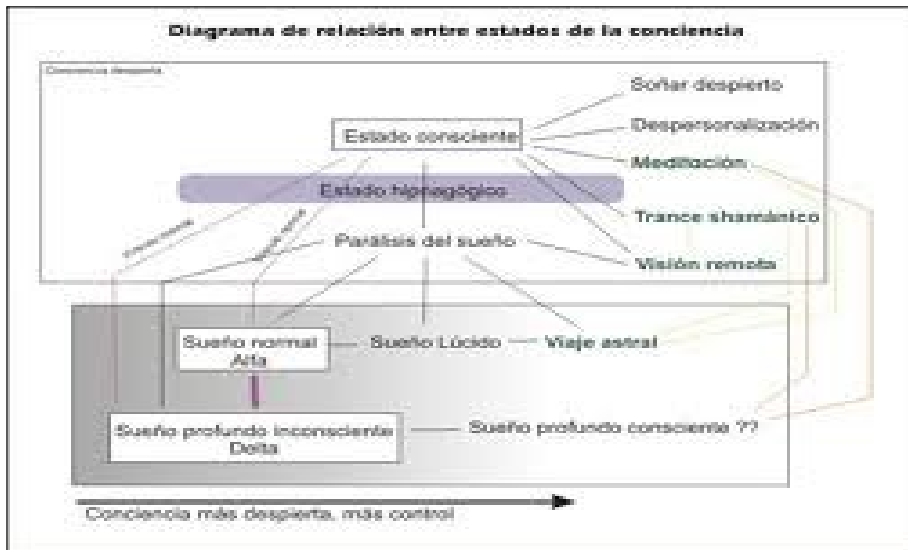 Diagrama de relación entre estados de la conciencia
Conciencia despierta
Soñar despierto
Estado consciente
Despersonalización
Meditación
Estado hipnagógico
Trance shamánico
Parálisis del sueño
Visión remota
Sueño normal
Alfa
Sueño Lúcido
Viaje astral
Sueño profundo inconsciente
Delta
Sueño profundo consciente ??
Conciencia más despierta, más control